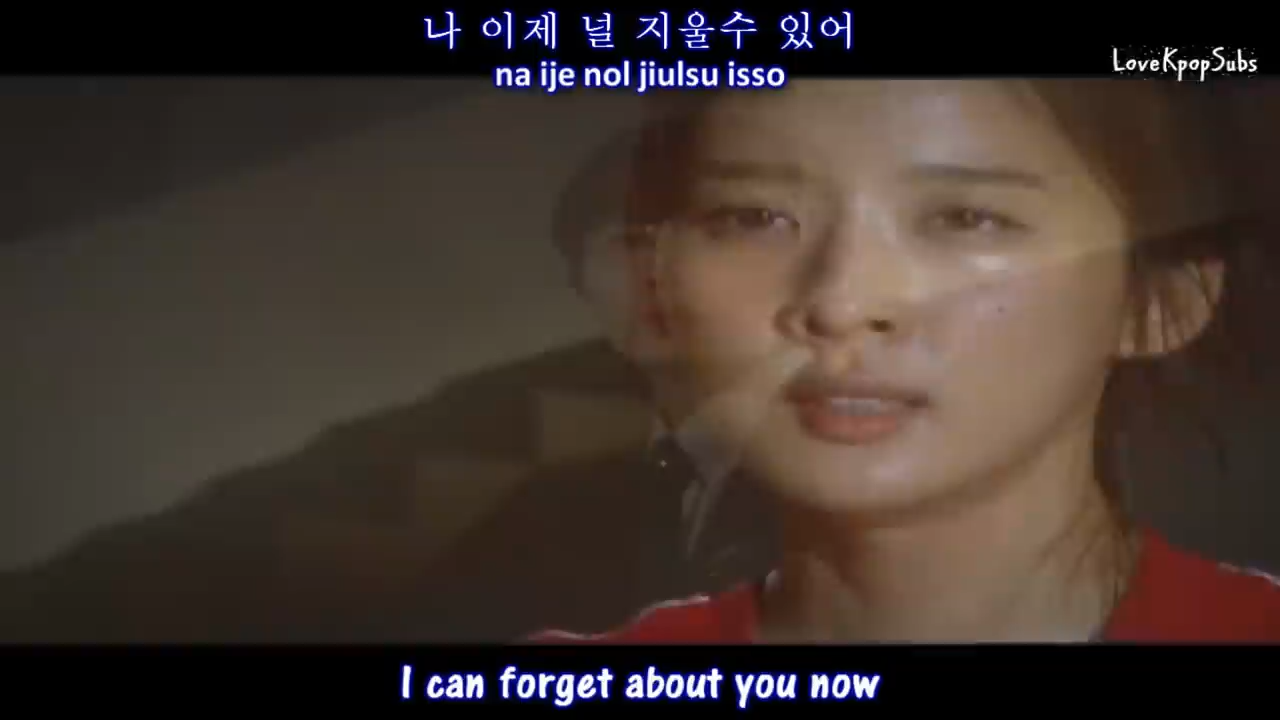 나 이제 널 지울수 있어
na ije nol jiulsu isso
LoveKpopSubs
I can forget about you now